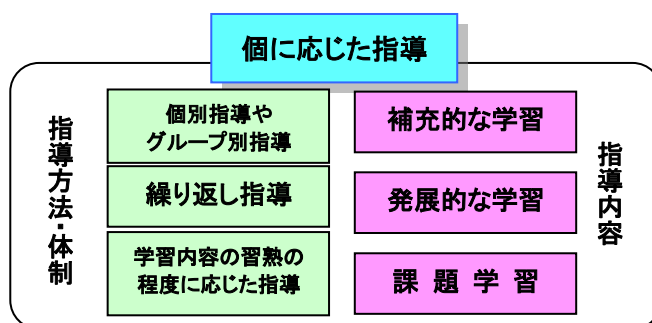 個に応じた指導
指導方法・体制
個別指導や
グループ別指導
繰り返し指導
学習内容の習熟の
程度に応じた指導
補充的な学習
発展的な学習
課題学習
指導内容